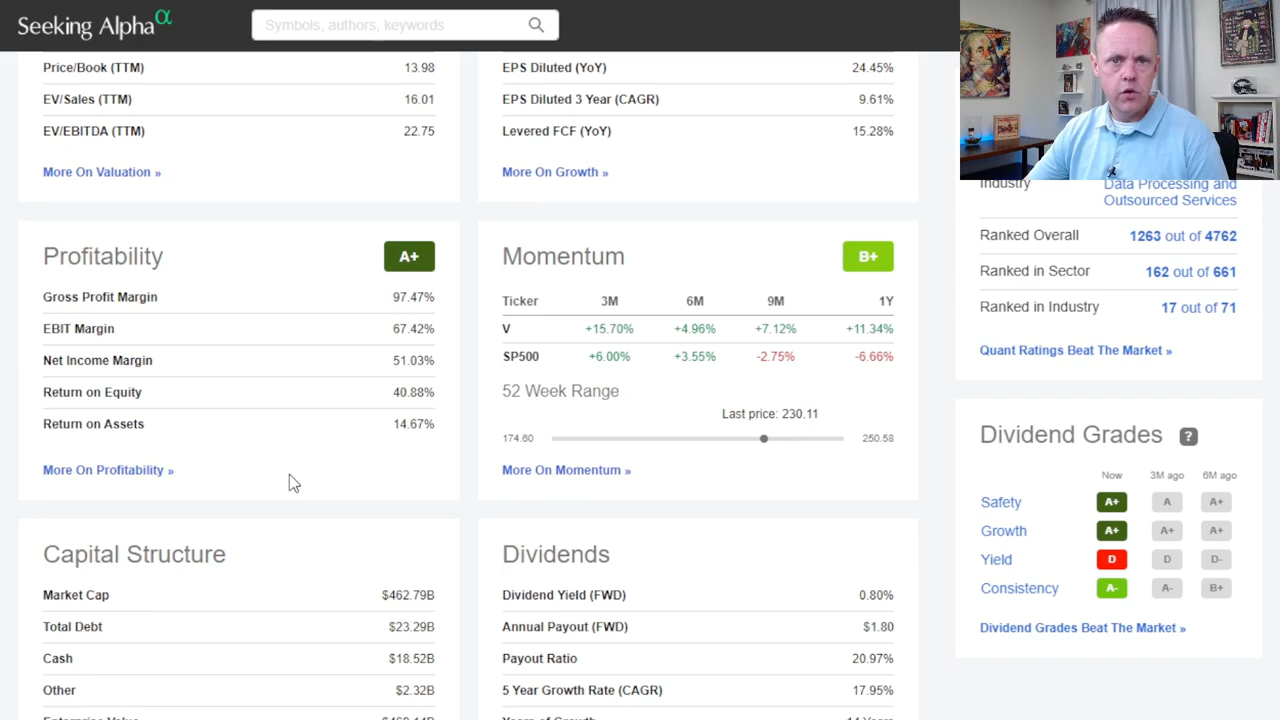 Seeking Alpha α
Symbols, authors, keywords
Price/Book (TTM) 13.98
EV/Sales (TTM) 16.01
EV/EBITDA (TTM) 22.75
More On Valuation »
EPS Diluted (YoY) 24.45%
EPS Diluted 3 Year (CAGR) 9.61%
Levered FCF (YoY) 15.28%
More On Growth »
Industry Data Processing and
Outsourced Services
Ranked Overall 1263 out of 4762
Ranked in Sector 162 out of 661
Ranked in Industry 17 out of 71
Quant Ratings Beat The Market »
Profitability A+
Gross Profit Margin 97.47%
EBIT Margin 67.42%
Net Income Margin 51.03%
Return on Equity 40.88%
Return on Assets 14.67%
More On Profitability »
Momentum B+
Ticker 3M 6M 9M 1Y
V +15.70% +4.96% +7.12% +11.34%
SP500 +6.00% +3.55% -2.75% -6.66%
52 Week Range
Last price: 230.11
174.60 250.58
More On Momentum »
Dividend Grades ?
Now 3M ago 6M ago
Safety A+ A A+
Growth A+ A+ A+
Yield D D D-
Consistency A- A- B+
Dividend Grades Beat The Market »
Capital Structure
Market Cap $462.79B
Total Debt $23.29B
Cash $18.52B
Other $2.32B
Dividends
Dividend Yield (FWD) 0.80%
Annual Payout (FWD) $1.80
Payout Ratio 20.97%
5 Year Growth Rate (CAGR) 17.95%